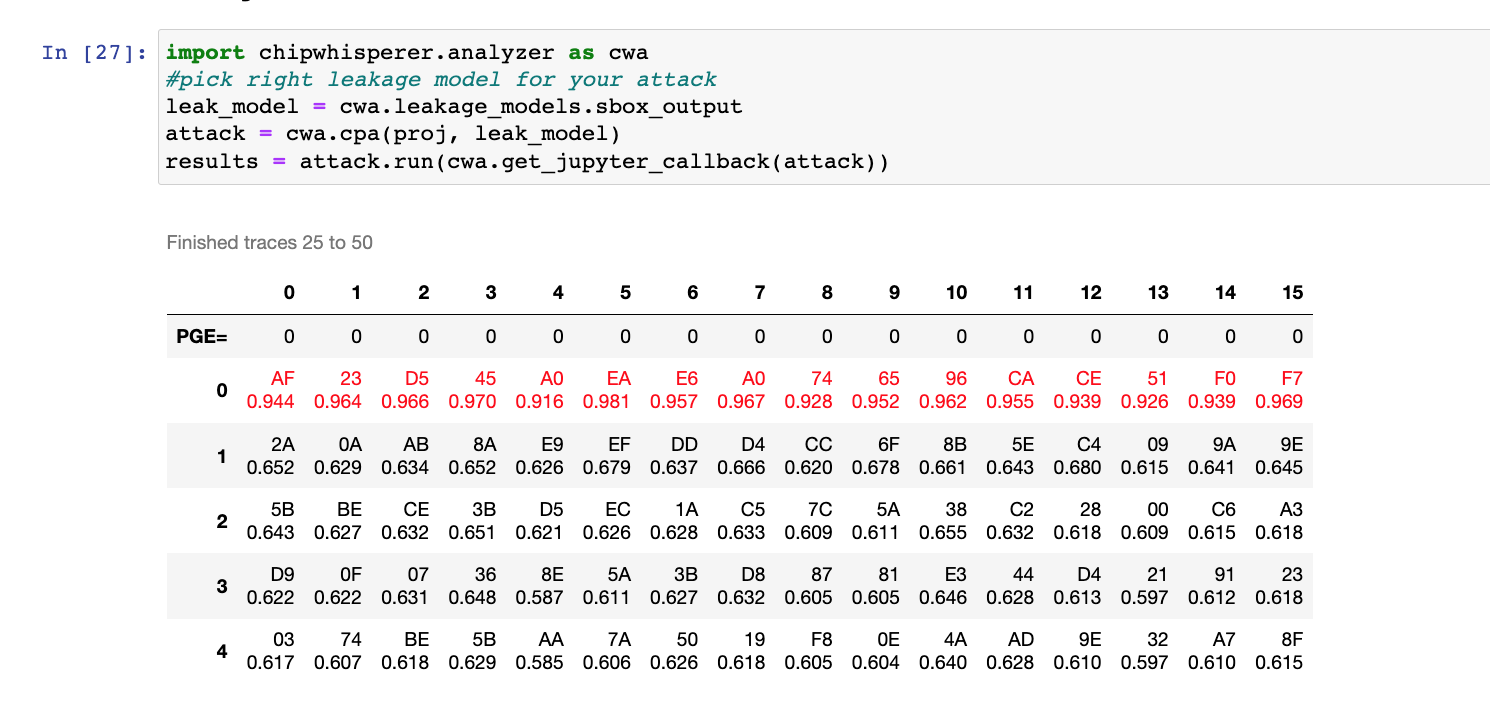 In [27]: import chipwhisperer.analyzer as cwa
#pick right leakage model for your attack
leak_model = cwa.leakage_models.sbox_output
attack = cwa.cpa(proj, leak_model)
results = attack.run(cwa.get_jupyter_callback(attack))
Finished traces 25 to 50
0 1 2 3 4 5 6 7 8 9 10 11 12 13 14 15
PGE= 0 0 0 0 0 0 0 0 0 0 0 0 0 0 0 0
0 AF 23 D5 45 A0 EA E6 A0 74 65 96 CA CE 51 F0 F7
0.944 0.964 0.966 0.970 0.916 0.981 0.957 0.967 0.928 0.952 0.962 0.955 0.939 0.926 0.939 0.969
1 2A 0A AB 8A E9 EF DD D4 CC 6F 8B 5E C4 09 9A 9E
0.652 0.629 0.634 0.652 0.626 0.679 0.637 0.666 0.620 0.678 0.661 0.643 0.680 0.615 0.641 0.645
2 5B BE CE 3B D5 EC 1A C5 7C 5A 38 C2 28 00 C6 A3
0.643 0.627 0.632 0.651 0.621 0.626 0.628 0.633 0.609 0.611 0.655 0.632 0.618 0.609 0.615 0.618
3 D9 0F 07 36 8E 5A 3B D8 87 81 E3 44 D4 21 91 23
0.622 0.622 0.631 0.648 0.587 0.611 0.627 0.632 0.605 0.605 0.646 0.628 0.613 0.597 0.612 0.618
4 03 74 BE 5B AA 7A 50 19 F8 0E 4A AD 9E 32 A7 8F
0.617 0.607 0.618 0.629 0.585 0.606 0.626 0.618 0.605 0.604 0.640 0.628 0.610 0.597 0.610 0.615